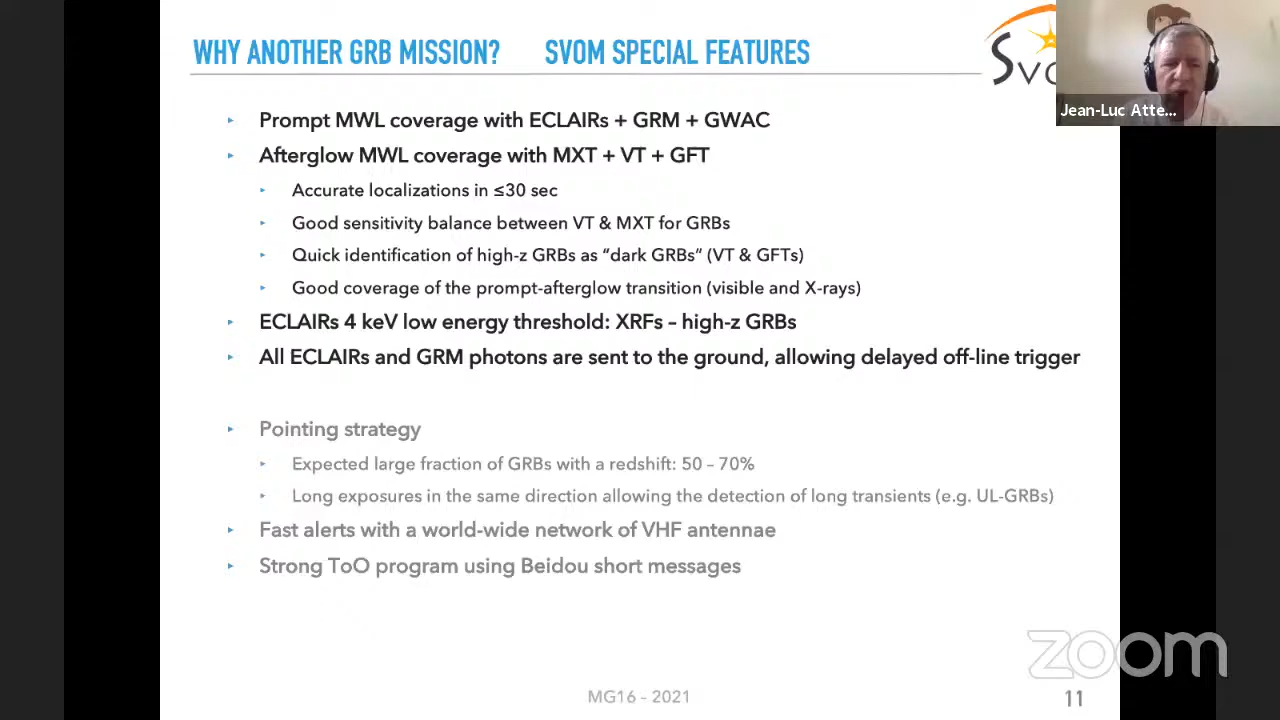 WHY ANOTHER GRB MISSION? SVOM SPECIAL FEATURES
Svo
Jean-Luc Atte...
Prompt MWL coverage with ECLAIRs + GRM + GWAC
Afterglow MWL coverage with MXT + VT + GFT
Accurate localizations in ≤30 sec
Good sensitivity balance between VT & MXT for GRBs
Quick identification of high-z GRBs as “dark GRBs“ (VT & GFTs)
Good coverage of the prompt-afterglow transition (visible and X-rays)
ECLAIRs 4 keV low energy threshold: XRFs – high-z GRBs
All ECLAIRs and GRM photons are sent to the ground, allowing delayed off-line trigger
Pointing strategy
Expected large fraction of GRBs with a redshift: 50 – 70%
Long exposures in the same direction allowing the detection of long transients (e.g. UL-GRBs)
Fast alerts with a world-wide network of VHF antennae
Strong ToO program using Beidou short messages
zoom
MG16 - 2021
11